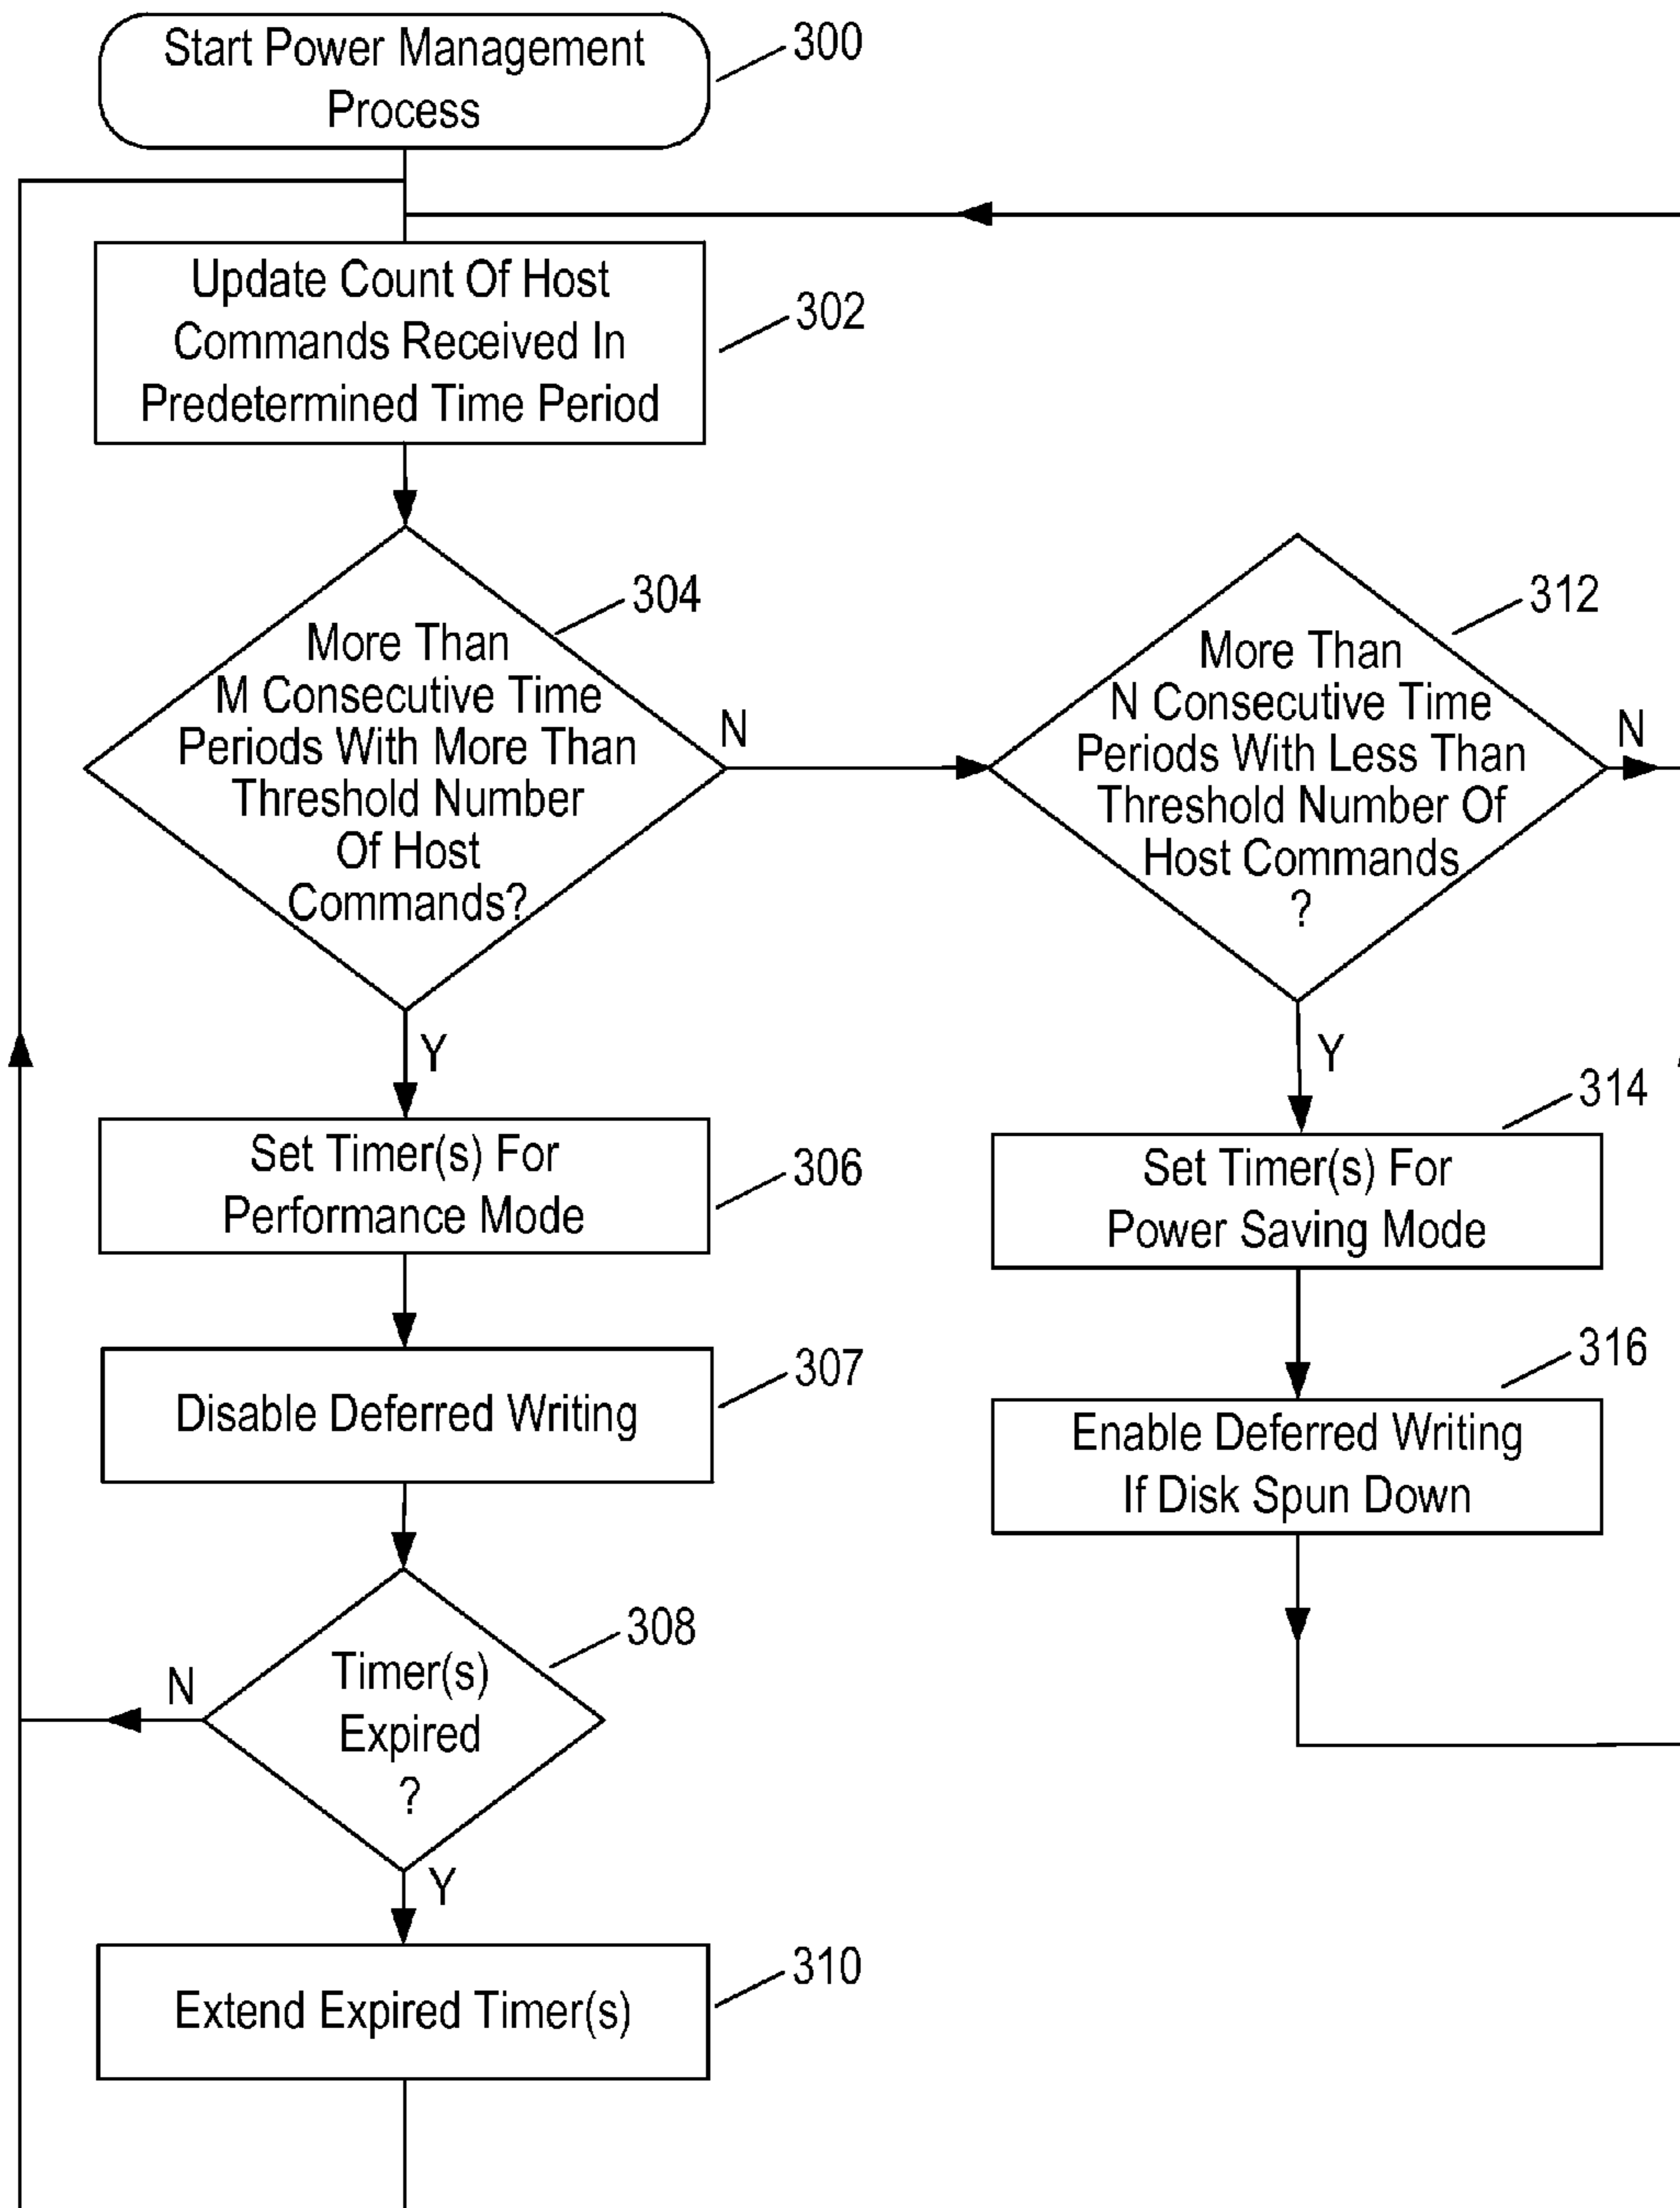 Start Power Management
Process
300
Update Count Of Host
Commands Received In
Predetermined Time Period
302
More Than
M Consecutive Time
Periods With More Than
Threshold Number
Of Host
Commands?
304
N
Y
More Than
N Consecutive Time
Periods With Less Than
Threshold Number Of
Host Commands
?
312
N
Y
Set Timer(s) For
Performance Mode
306
Set Timer(s) For
Power Saving Mode
314
Disable Deferred Writing
307
Enable Deferred Writing
If Disk Spun Down
316
Timer(s)
Expired
?
308
N
Y
Extend Expired Timer(s)
310